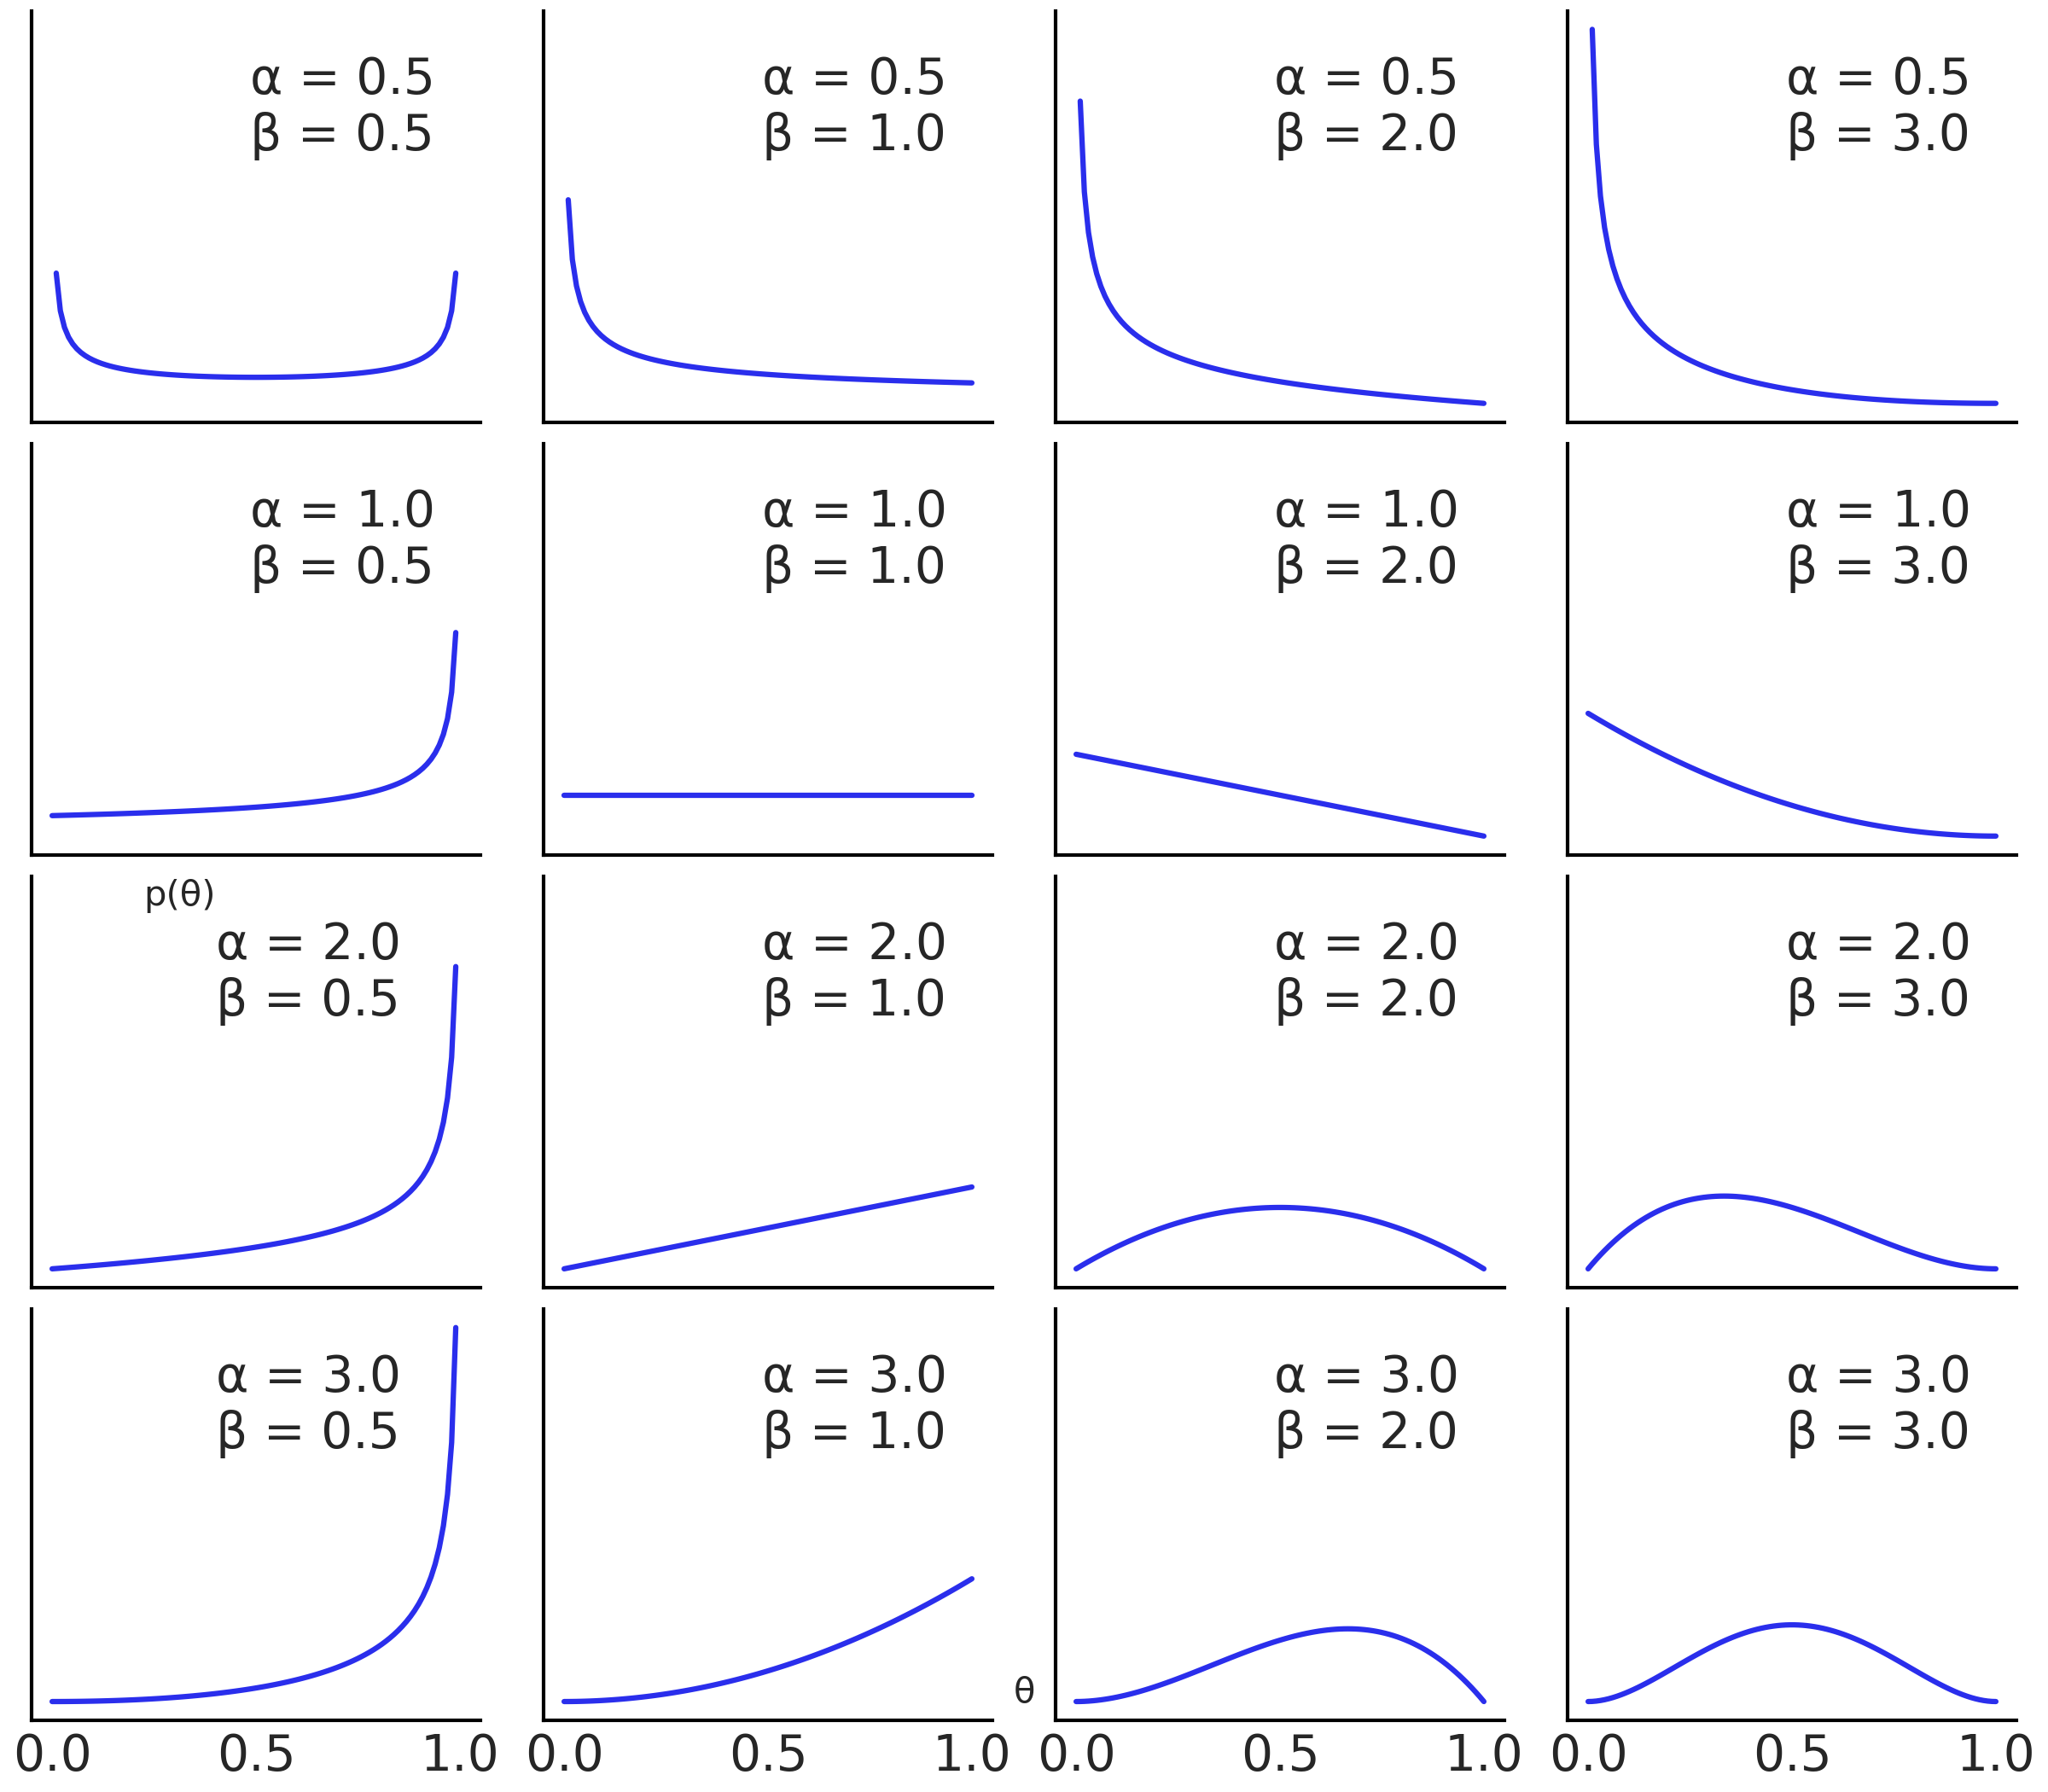 α = 0.5
β = 0.5
α = 0.5
β = 1.0
α = 0.5
β = 2.0
α = 0.5
β = 3.0
α = 1.0
β = 0.5
α = 1.0
β = 1.0
α = 1.0
β = 2.0
α = 1.0
β = 3.0
p(θ)
α = 2.0
β = 0.5
α = 2.0
β = 1.0
α = 2.0
β = 2.0
α = 2.0
β = 3.0
α = 3.0
β = 0.5
α = 3.0
β = 1.0
α = 3.0
β = 2.0
α = 3.0
β = 3.0
θ
0.0 0.5 1.0 0.0 0.5 1.0 0.0 0.5 1.0 0.0 0.5 1.0